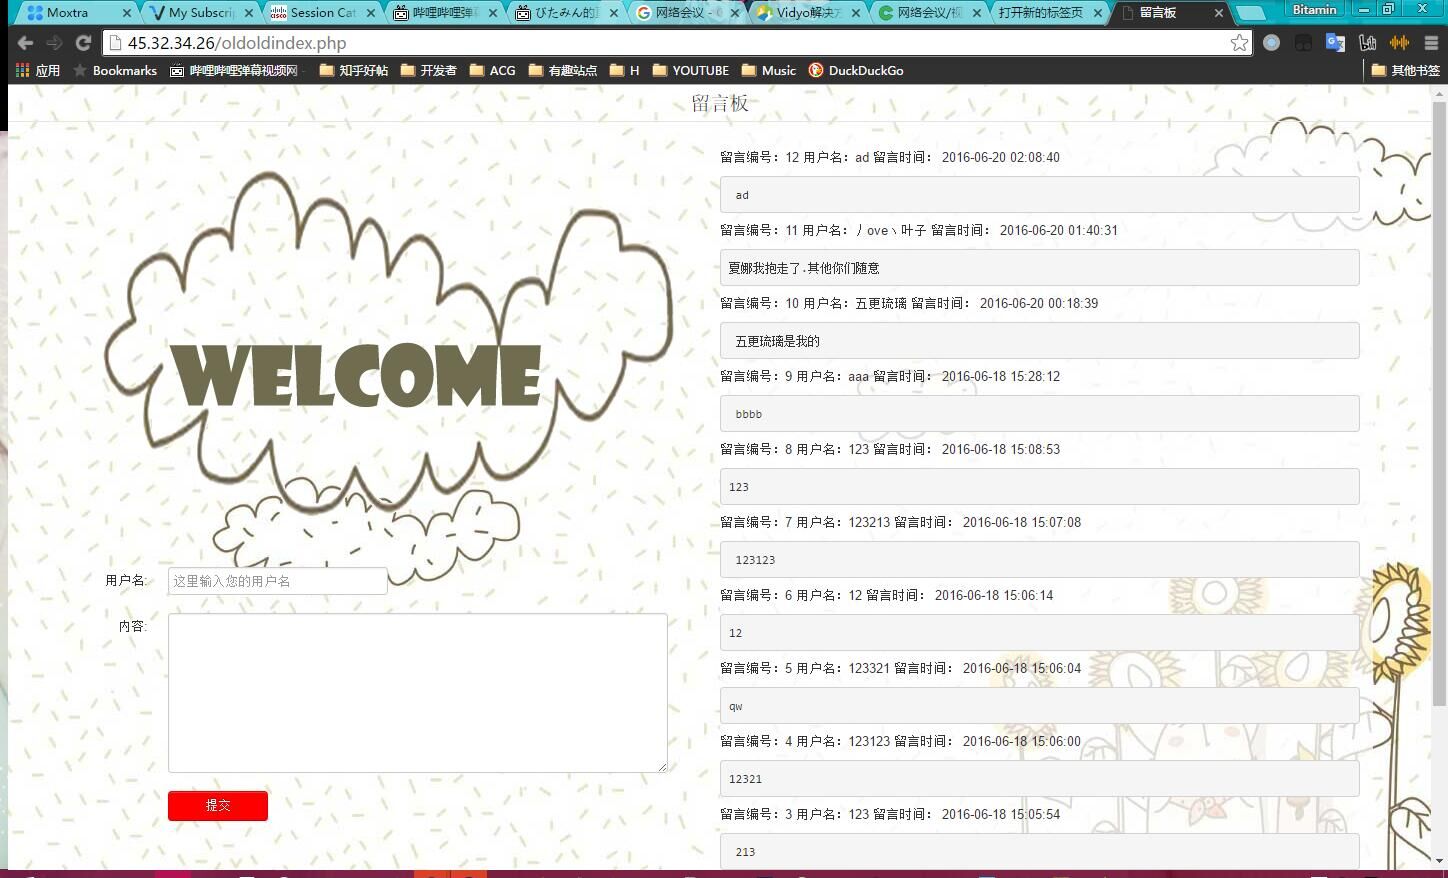 Moxtra
My Subscri
Session Cat
哔哩哔哩弹幕
びたみん的
网络会议 -
Vidyo解决方
网络会议/视
打开新的标签页
留言板
Bitamin
45.32.34.26/oldoldindex.php
应用
Bookmarks
哔哩哔哩弹幕视频网 -
知乎好帖
开发者
ACG
有趣站点
H
YOUTUBE
Music
DuckDuckGo
其他书签
留言板
WELCOME
用户名:
这里输入您的用户名
内容:
提交
留言编号：12 用户名：ad 留言时间： 2016-06-20 02:08:40
ad
留言编号：11 用户名：丿ove丶叶子 留言时间： 2016-06-20 01:40:31
夏娜我抱走了.其他你们随意
留言编号：10 用户名：五更琉璃 留言时间： 2016-06-20 00:18:39
五更琉璃是我的
留言编号：9 用户名：aaa 留言时间： 2016-06-18 15:28:12
bbbb
留言编号：8 用户名：123 留言时间： 2016-06-18 15:08:53
123
留言编号：7 用户名：123213 留言时间： 2016-06-18 15:07:08
123123
留言编号：6 用户名：12 留言时间： 2016-06-18 15:06:14
12
留言编号：5 用户名：123321 留言时间： 2016-06-18 15:06:04
qw
留言编号：4 用户名：123123 留言时间： 2016-06-18 15:06:00
12321
留言编号：3 用户名：123 留言时间： 2016-06-18 15:05:54
213